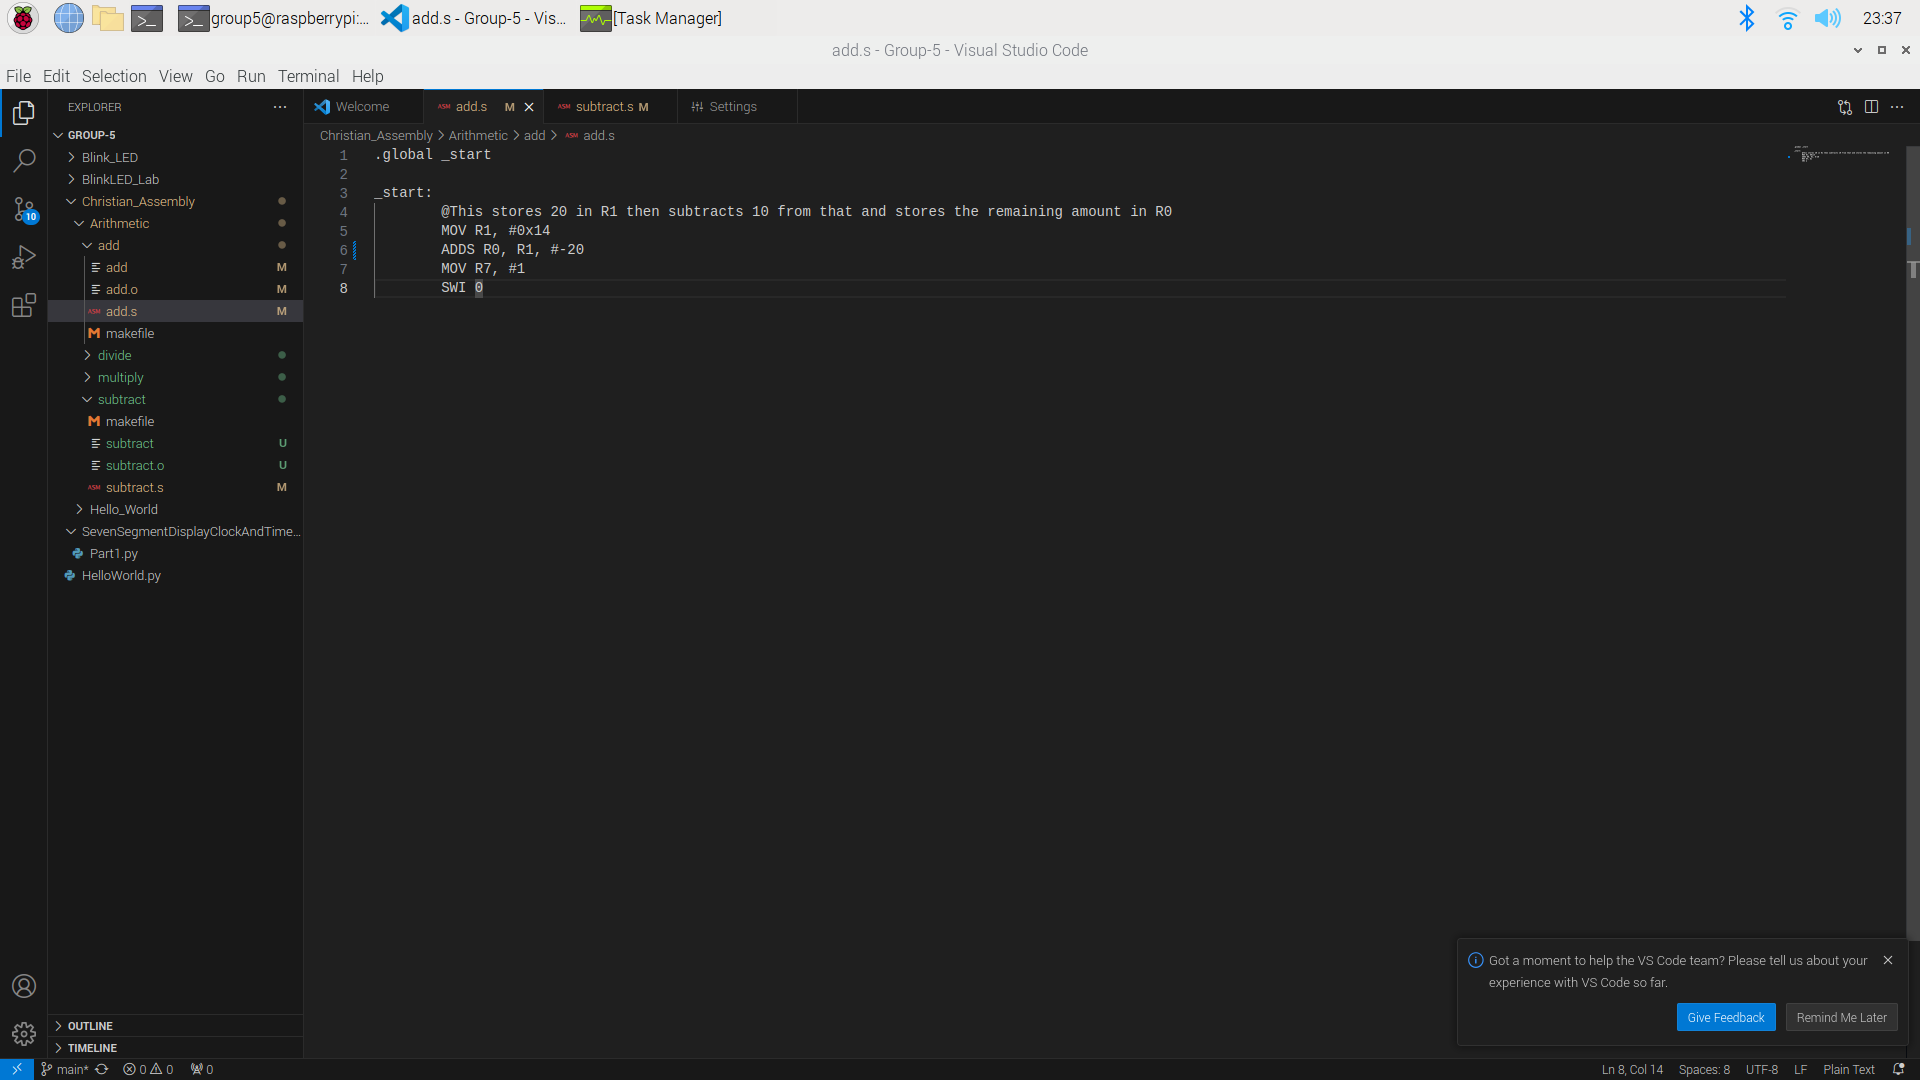 group5@raspberrypi:... add.s - Group-5 - Vis... [Task Manager] 23:37
add.s - Group-5 - Visual Studio Code
File Edit Selection View Go Run Terminal Help
EXPLORER
Welcome
ASM add.s M
ASM subtract.s M
Settings
GROUP-5
Blink_LED
BlinkLED_Lab
Christian_Assembly
Arithmetic
add
add M
add.o M
ASM add.s M
M makefile
divide
multiply
subtract
M makefile
subtract U
subtract.o U
ASM subtract.s M
Hello_World
SevenSegmentDisplayClockAndTime...
Part1.py
HelloWorld.py
OUTLINE
TIMELINE
10
Christian_Assembly > Arithmetic > add > ASM add.s
1 .global _start
2
3 _start:
4 @This stores 20 in R1 then subtracts 10 from that and stores the remaining amount in R0
5 MOV R1, #0x14
6 ADDS R0, R1, #-20
7 MOV R7, #1
8 SWI 0
Got a moment to help the VS Code team? Please tell us about your
experience with VS Code so far.
Give Feedback Remind Me Later
main* 0 0 0 Ln 8, Col 14 Spaces: 8 UTF-8 LF Plain Text